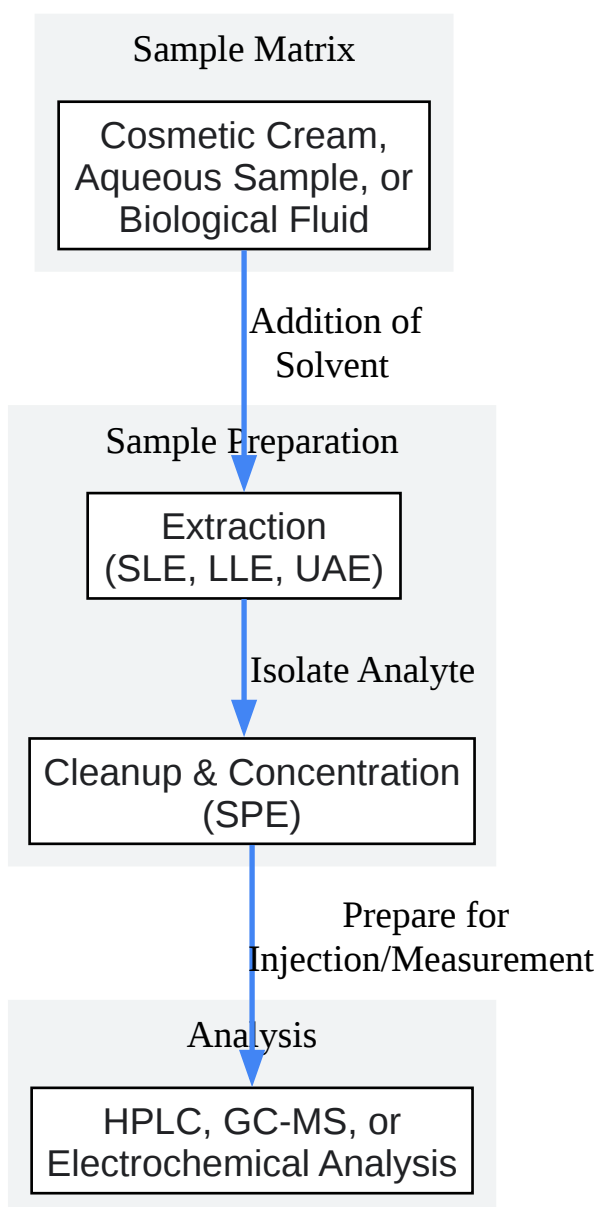 Sample Matrix
Cosmetic Cream,
Aqueous Sample, or
Biological Fluid
Addition of
Solvent
Sample Preparation
Extraction
(SLE, LLE, UAE)
Isolate Analyte
Cleanup & Concentration
(SPE)
Prepare for
Injection/Measurement
Analysis
HPLC, GC-MS, or
Electrochemical Analysis